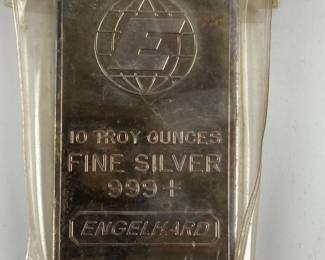 E
10 TROY OUNCES
FINE SILVER
999+
ENGELHARD